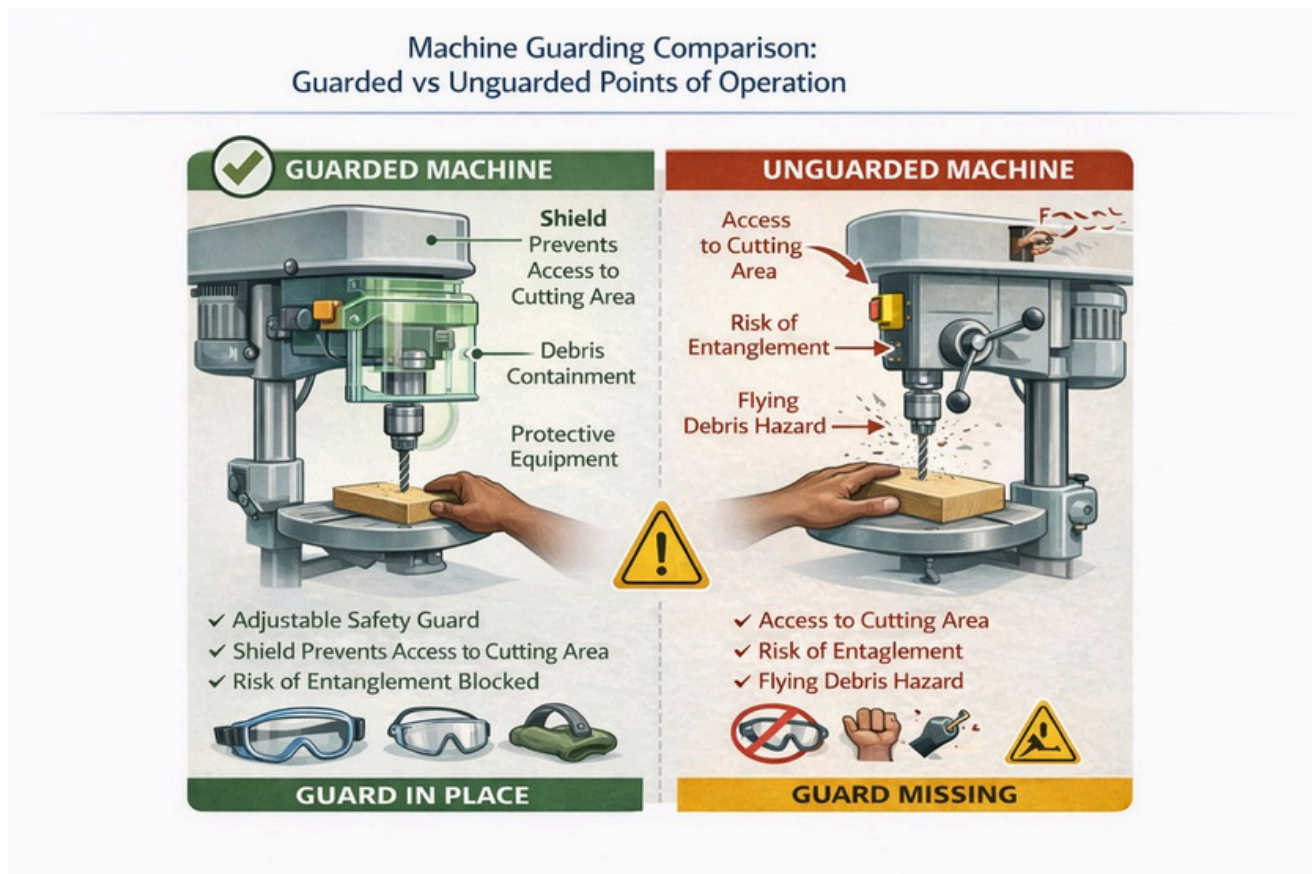 Machine Guarding Comparison:
Guarded vs Unguarded Points of Operation
GUARDED MACHINE
Shield
Prevents
Access to
Cutting Area
Debris
Containment
Protective
Equipment
✓ Adjustable Safety Guard
✓ Shield Prevents Access to Cutting Area
✓ Risk of Entanglement Blocked
GUARD IN PLACE
UNGUARDED MACHINE
Access
to Cutting
Area
Risk of
Entanglement
Flying
Debris Hazard
✓ Access to Cutting Area
✓ Risk of Entaglement
✓ Flying Debris Hazard
GUARD MISSING